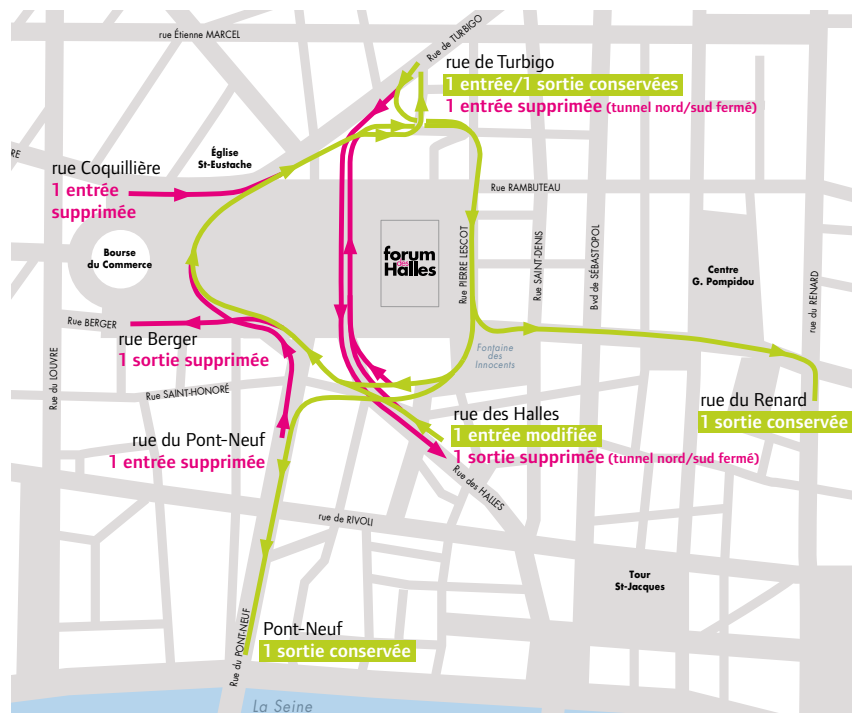 rue Étienne MARCEL
Rue de TURBIGO
rue de Turbigo
1 entrée/1 sortie conservées
1 entrée supprimée (tunnel nord/sud fermé)
Église
St-Eustache
RE
rue Coquillière
1 entrée
supprimée
Rue RAMBUTEAU
Bourse
du Commerce
forum
des
Halles
Rue PIERRE LESCOT
Rue SAINT-DENIS
Bvd de SÉBASTOPOL
Centre
G. Pompidou
rue du RENARD
Rue BERGER
rue Berger
1 sortie supprimée
Fontaine
des
Innocents
Rue du LOUVRE
Rue SAINT-HONORÉ
rue du Renard
1 sortie conservée
rue des Halles
1 entrée modifiée
1 sortie supprimée (tunnel nord/sud fermé)
rue du Pont-Neuf
1 entrée supprimée
Rue des HALLES
rue de RIVOLI
Tour
St-Jacques
Pont-Neuf
1 sortie conservée
Rue du PONT-NEUF
La Seine